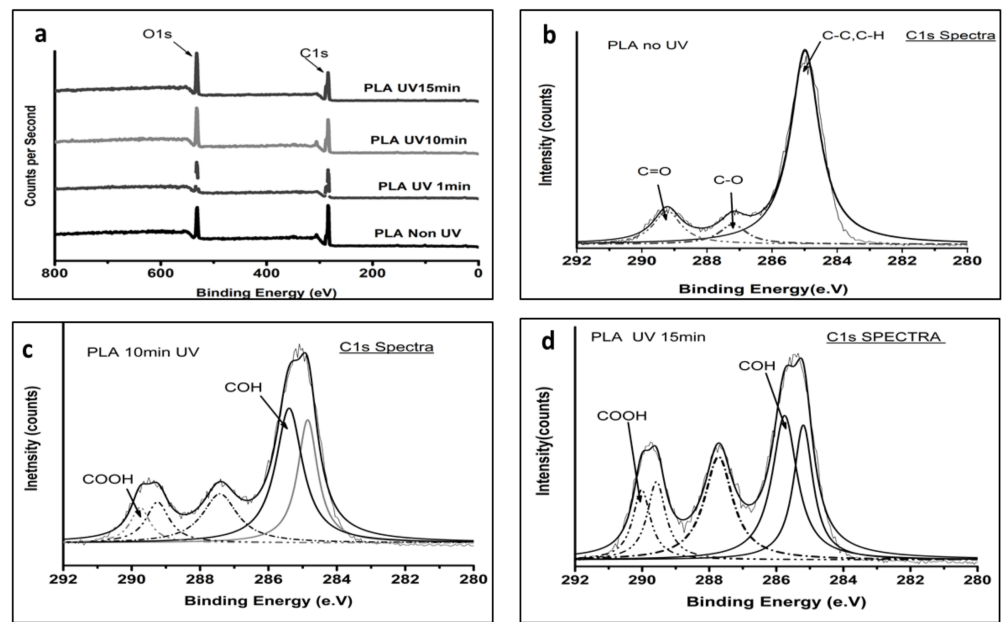 a
O1s
C1s
PLA UV15min
PLA UV10min
PLA UV 1min
PLA Non UV
Counts per Second
800 600 400 200 0
Binding Energy (eV)
b
PLA no UV
C-C,C-H
C1s Spectra
C=O
C-O
Intensity (counts)
292 290 288 286 284 282 280
Binding Energy(e.V)
c
PLA 10min UV
C1s Spectra
COH
COOH
Inetnsity (counts)
292 290 288 286 284 282 280
Binding Energy (e.V)
d
PLA UV 15min
C1s SPECTRA
COH
COOH
Intensity(counts)
292 290 288 286 284 282 280
Binding Energy (e.V)